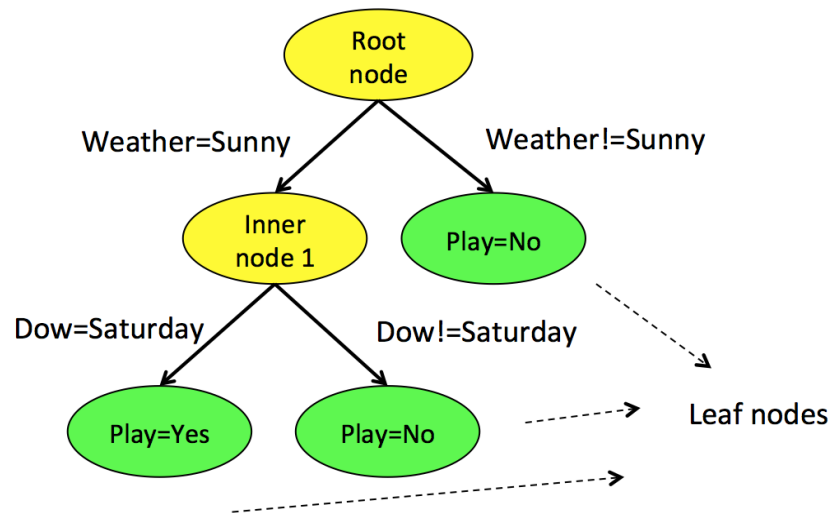 Root
node
Weather=Sunny
Weather!=Sunny
Inner
node 1
Play=No
Dow=Saturday
Dow!=Saturday
Play=Yes
Play=No
Leaf nodes